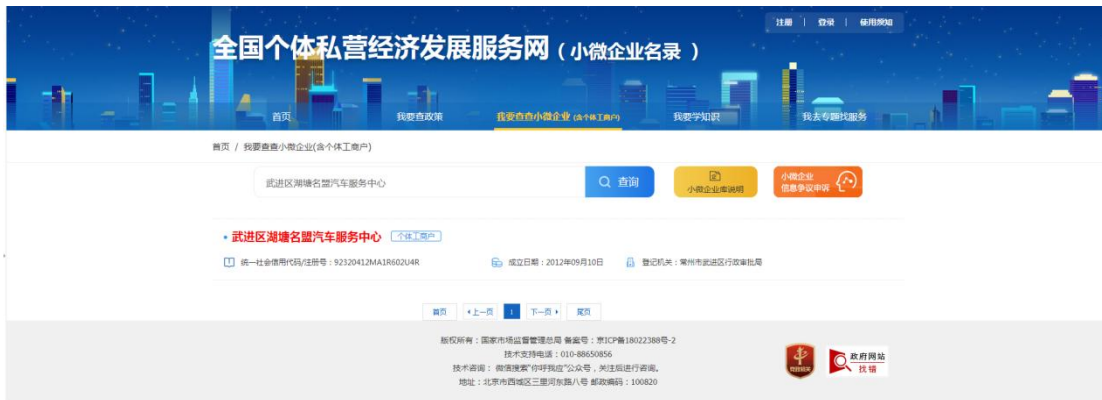 注册 | 登录 | 使用须知
全国个体私营经济发展服务网（小微企业名录 ）
首页 我要查政策 我要查查小微企业 (含个体工商户) 我要学知识 我去专题找服务
首页 / 我要查查小微企业(含个体工商户)
武进区湖塘名盟汽车服务中心 查询 小微企业库说明 小微企业
信息争议申诉
武进区湖塘名盟汽车服务中心 个体工商户
统一社会信用代码/注册号：92320412MA1R602U4R 成立日期：2012年09月10日 登记机关：常州市武进区行政审批局
首页 上一页 1 下一页 尾页
版权所有：国家市场监督管理总局 备案号：京ICP备18022388号-2
技术支持电话：010-88650856
技术咨询： 微信搜索“你呼我应”公众号，关注后进行咨询。
地址：北京市西城区三里河东路八号 邮政编码：100820
党政机关 政府网站
找错